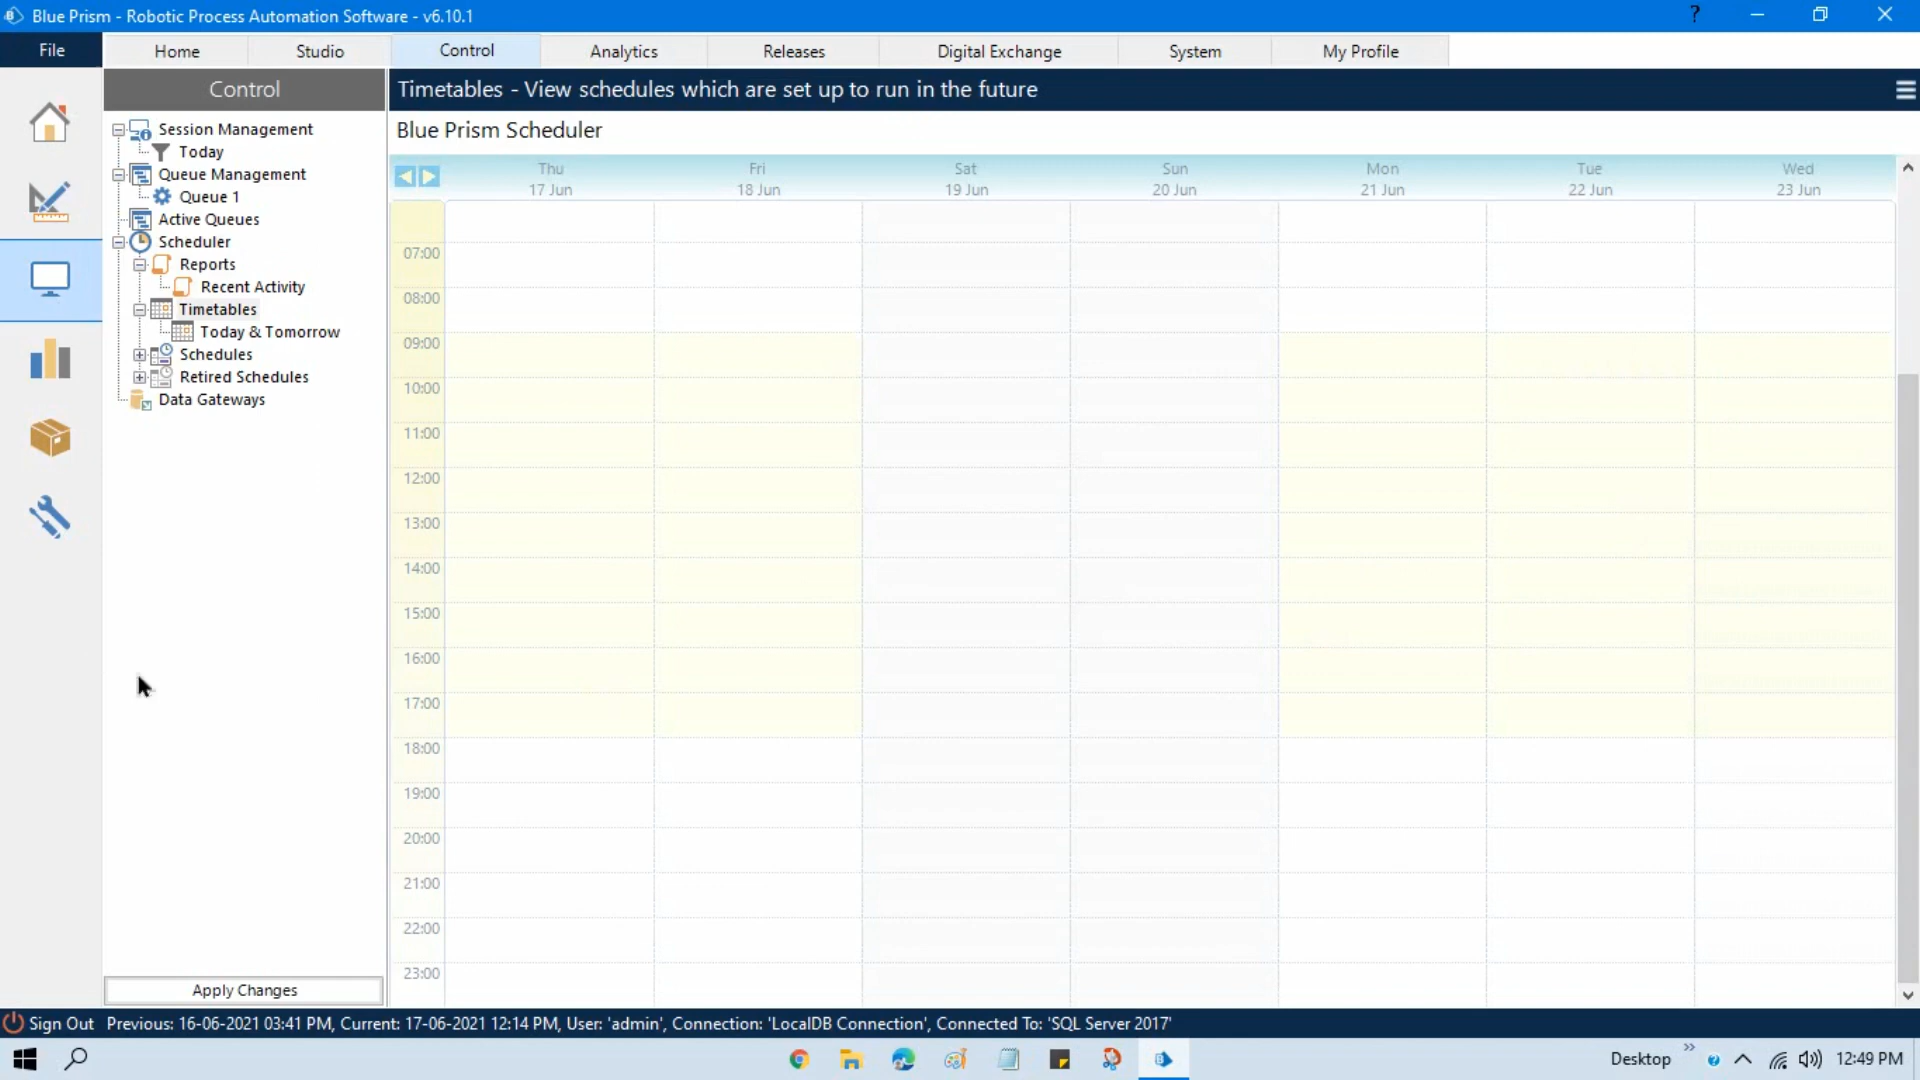 Blue Prism - Robotic Process Automation Software - v6.10.1
?
File
Home
Studio
Control
Analytics
Releases
Digital Exchange
System
My Profile
Control
Timetables - View schedules which are set up to run in the future
Session Management
Today
Queue Management
Queue 1
Active Queues
Scheduler
Reports
Recent Activity
Timetables
Today & Tomorrow
Schedules
Retired Schedules
Data Gateways
Apply Changes
Blue Prism Scheduler
Thu
17 Jun
Fri
18 Jun
Sat
19 Jun
Sun
20 Jun
Mon
21 Jun
Tue
22 Jun
Wed
23 Jun
07:00
08:00
09:00
10:00
11:00
12:00
13:00
14:00
15:00
16:00
17:00
18:00
19:00
20:00
21:00
22:00
23:00
Sign Out Previous: 16-06-2021 03:41 PM, Current: 17-06-2021 12:14 PM, User: 'admin', Connection: 'LocalDB Connection', Connected To: 'SQL Server 2017'
Desktop
12:49 PM